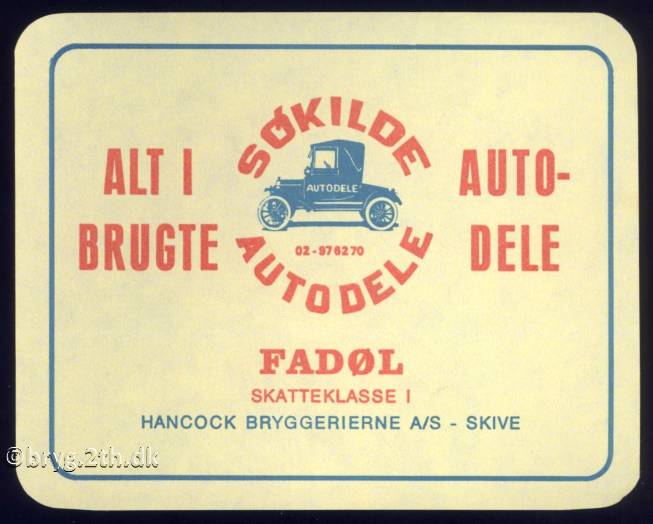 SØKILDE
ALT I
AUTO-
AUTODELE
BRUGTE
02-976270
DELE
AUTODELE
FADØL
SKATTEKLASSE I
HANCOCK BRYGGERIERNE A/S - SKIVE
©bryg.2th.dk